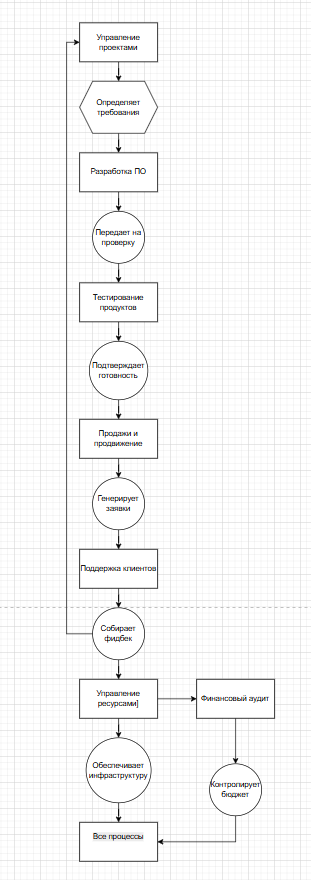 Управление
проектами
Определяет
требования
Разработка ПО
Передает на
проверку
Тестирование
продуктов
Подтверждает
готовность
Продажи и
продвижение
Генерирует
заявки
Поддержка клиентов
Собирает
фидбек
Управление
ресурсами]
Финансовый аудит
Обеспечивает
инфраструктуру
Контролирует
бюджет
Все процессы